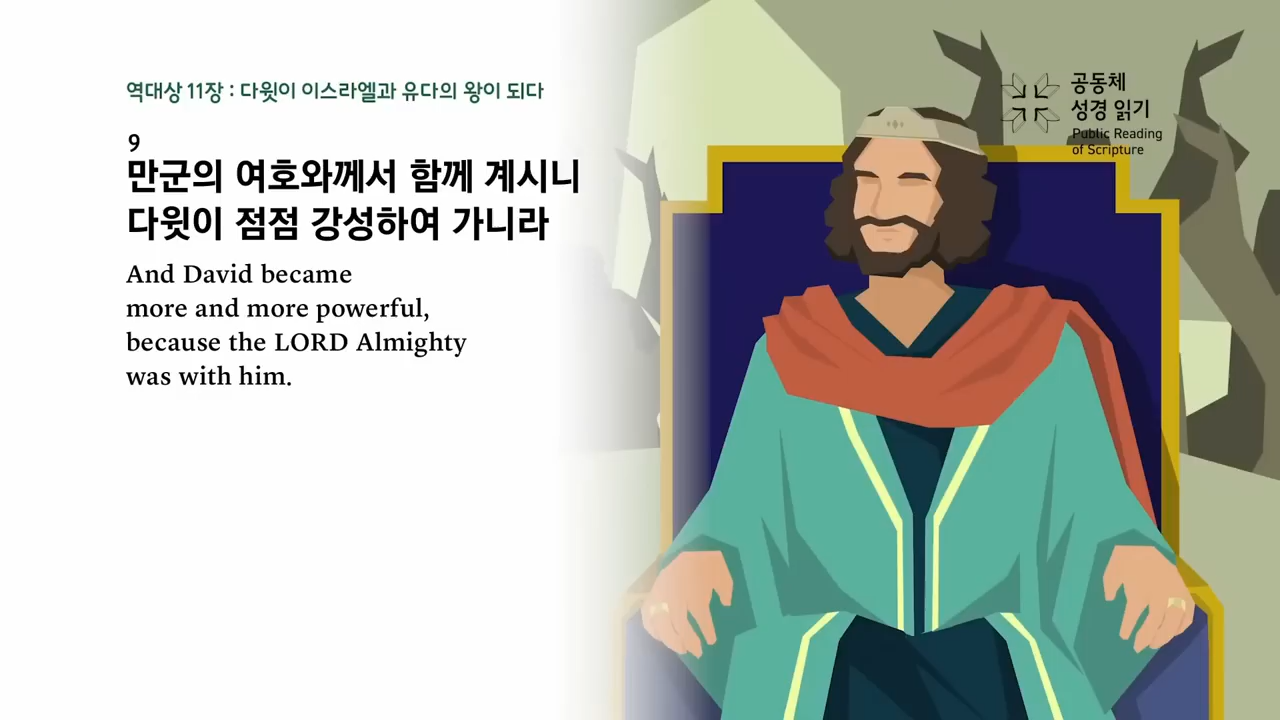 역대상 11장 : 다윗이 이스라엘과 유다의 왕이 되다
9
만군의 여호와께서 함께 계시니
다윗이 점점 강성하여 가니라
And David became
more and more powerful,
because the LORD Almighty
was with him.
공동체
성경 읽기
Public Reading
of Scripture